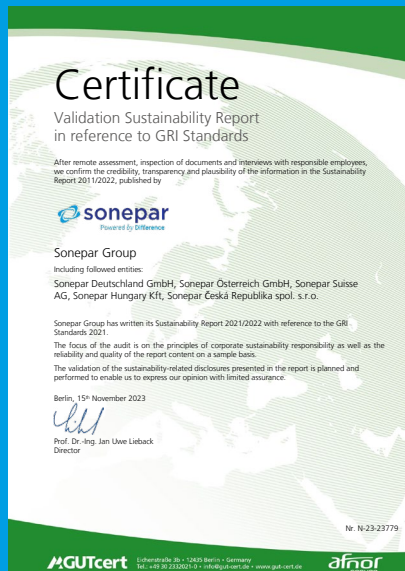 Certificate
Validation Sustainability Report
in reference to GRI Standards
After remote assessment, inspection of documents and interviews with responsible employees,
we confirm the credibility, transparency and plausibility of the information in the Sustainability
Report 2011/2022, published by
sonepar
Powered by Difference
Sonepar Group
Including followed entities:
Sonepar Deutschland GmbH, Sonepar Österreich GmbH, Sonepar Suisse
AG, Sonepar Hungary Kft, Sonepar Česká Republika spol. s.r.o.
Sonepar Group has written its Sustainability Report 2021/2022 with reference to the GRI
Standards 2021.
The focus of the audit is on the principles of corporate sustainability responsibility as well as the
reliability and quality of the report content on a sample basis.
The validation of the sustainability-related disclosures presented in the report is planned and
performed to enable us to express our opinion with limited assurance.
Berlin, 15th November 2023
Prof. Dr.-Ing. Jan Uwe Lieback
Director
Nr. N-23-23779
GUTcert Eichenstraße 3b • 12435 Berlin • Germany afnor
Tel.: +49 30 2332021-0 • info@gut-cert.de • www.gut-cert.de